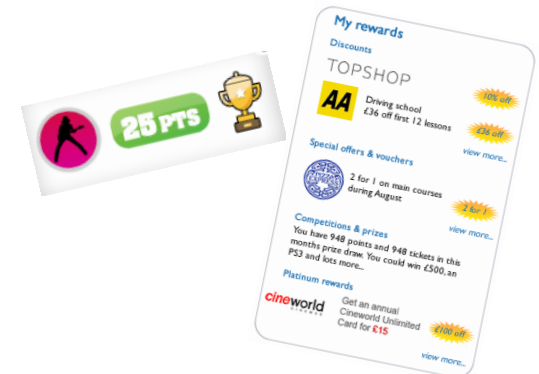 25 PTS
My rewards
Discounts
TOPSHOP
10% off
AA
Driving school
£36 off first 12 lessons
£36 off
view more...
Special offers & vouchers
2 for 1 on main courses
during August
2 for 1
view more...
Competitions & prizes
You have 948 points and 948 tickets in this
months prize draw. You could win £500, an
PS3 and lots more...
Platinum rewards
cineworld
CINEMAS
Get an annual
Cineworld Unlimited
Card for £15
£100 off
view more...